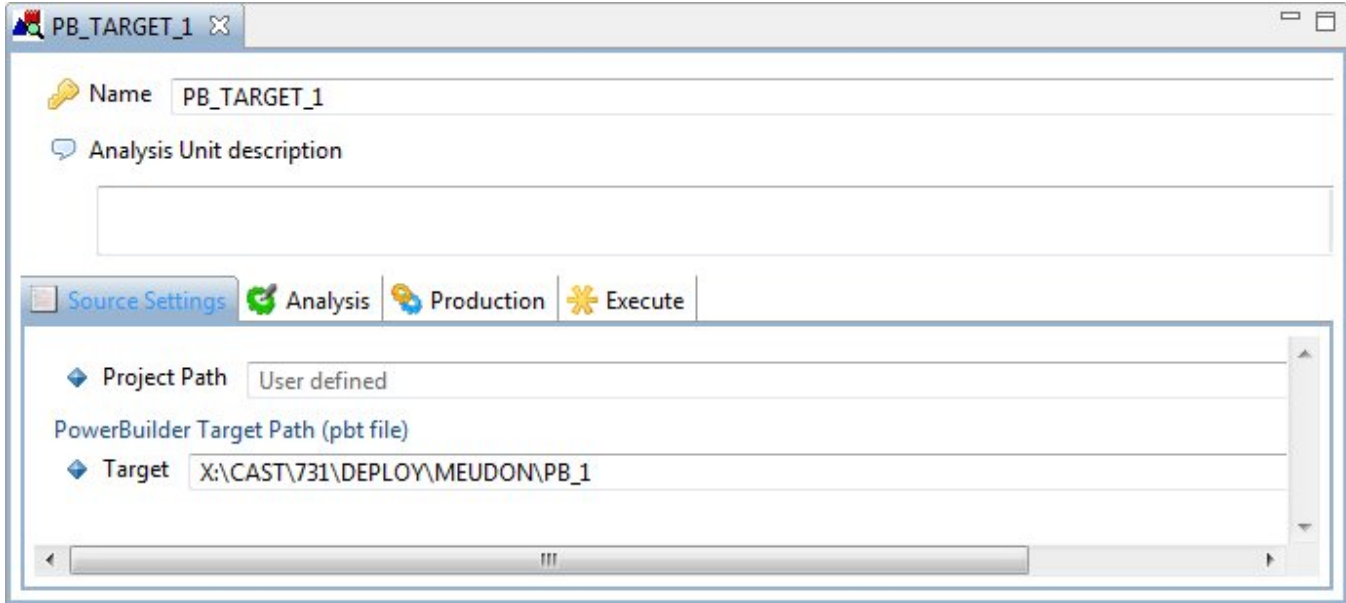 PB_TARGET_1
Name PB_TARGET_1
Analysis Unit description
Source Settings Analysis Production Execute
Project Path User defined
PowerBuilder Target Path (pbt file)
Target X:\CAST\731\DEPLOY\MEUDON\PB_1